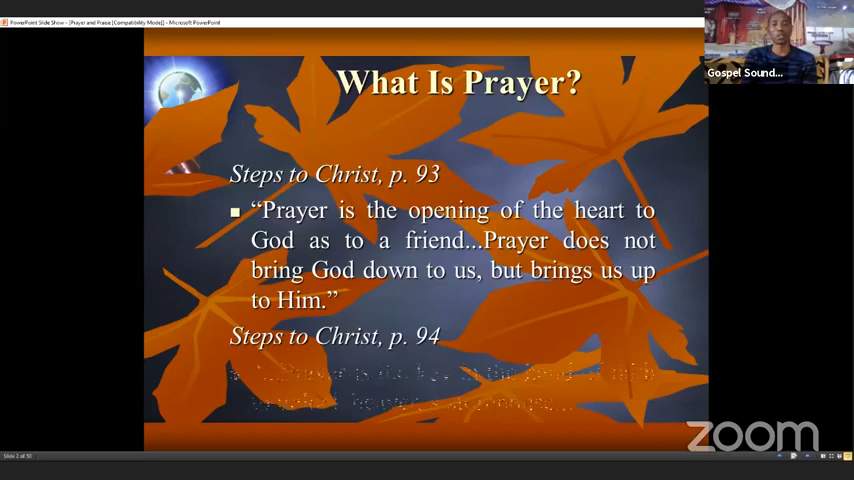 PowerPoint Slide Show - [Prayer and Praise [Compatibility Mode]] - Microsoft PowerPoint
Gospel Sound...
What Is Prayer?
Steps to Christ, p. 93
“Prayer is the opening of the heart to
God as to a friend...Prayer does not
bring God down to us, but brings us up
to Him.”
Steps to Christ, p. 94
zoom
Slide 2 of 50